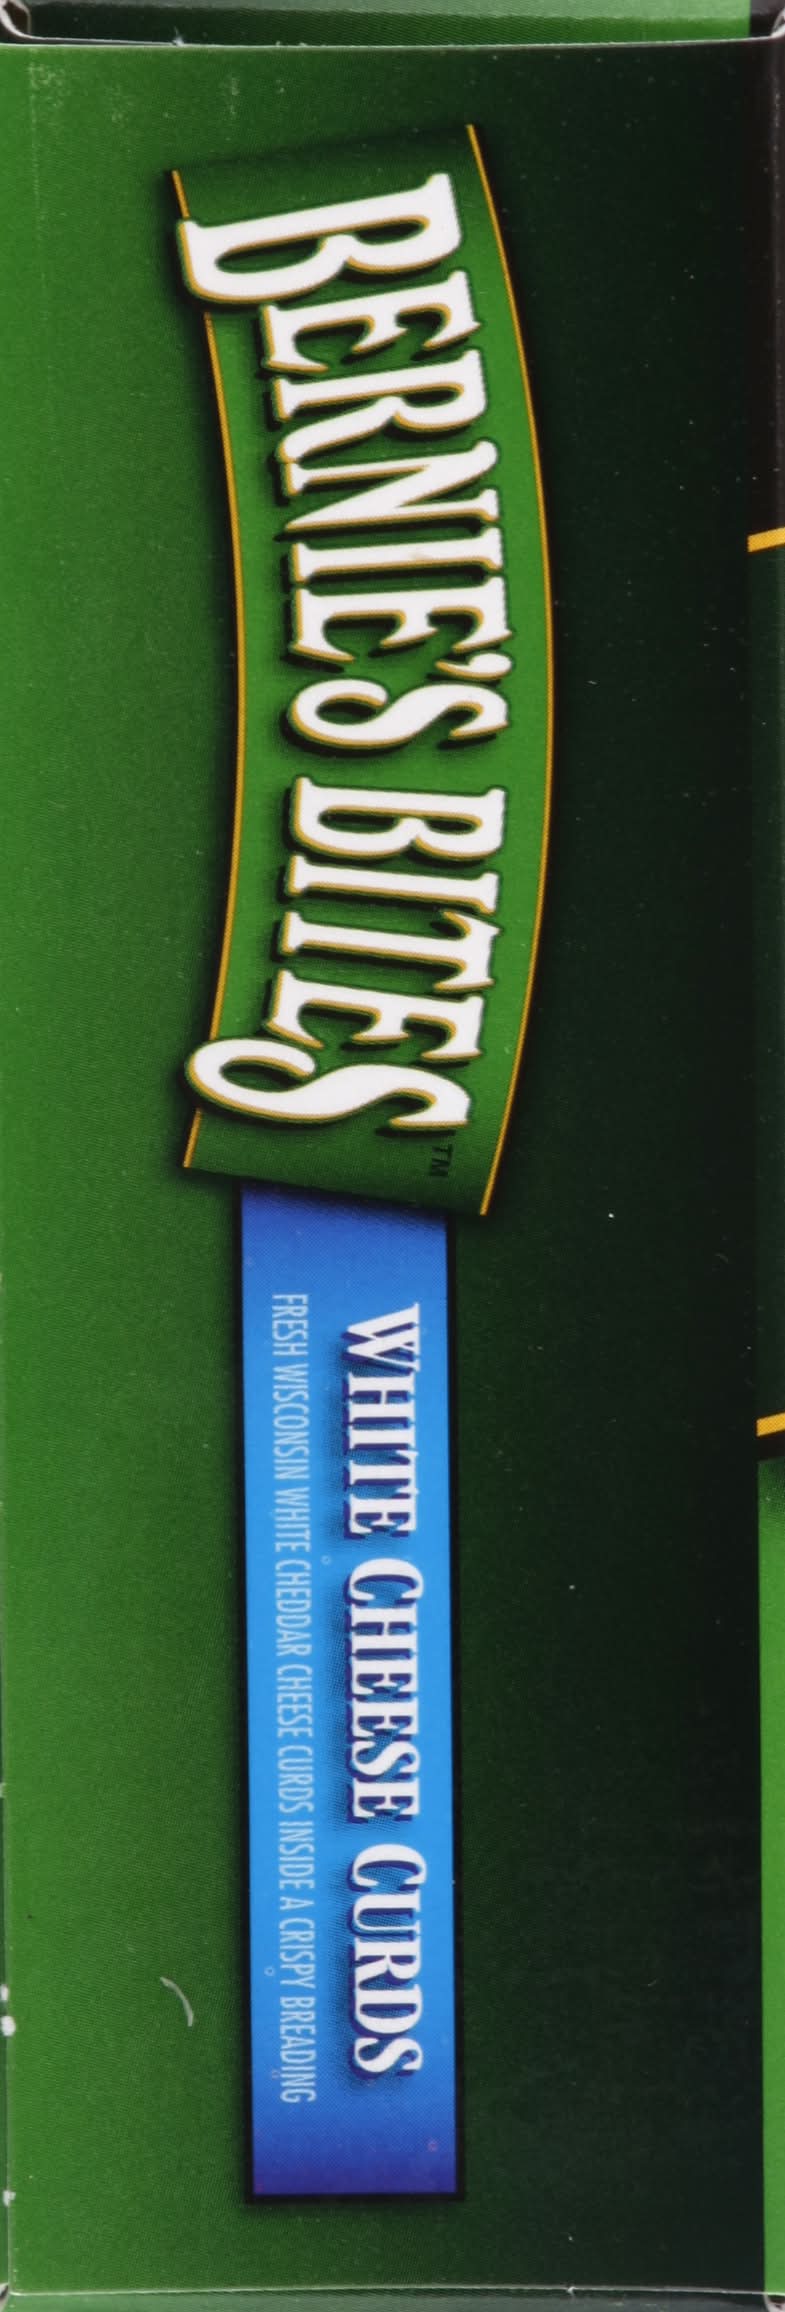 BERNIE'S BITES™
WHITE CHEESE CURDS
FRESH WISCONSIN WHITE CHEDDAR CHEESE CURDS INSIDE A CRISPY BREADING